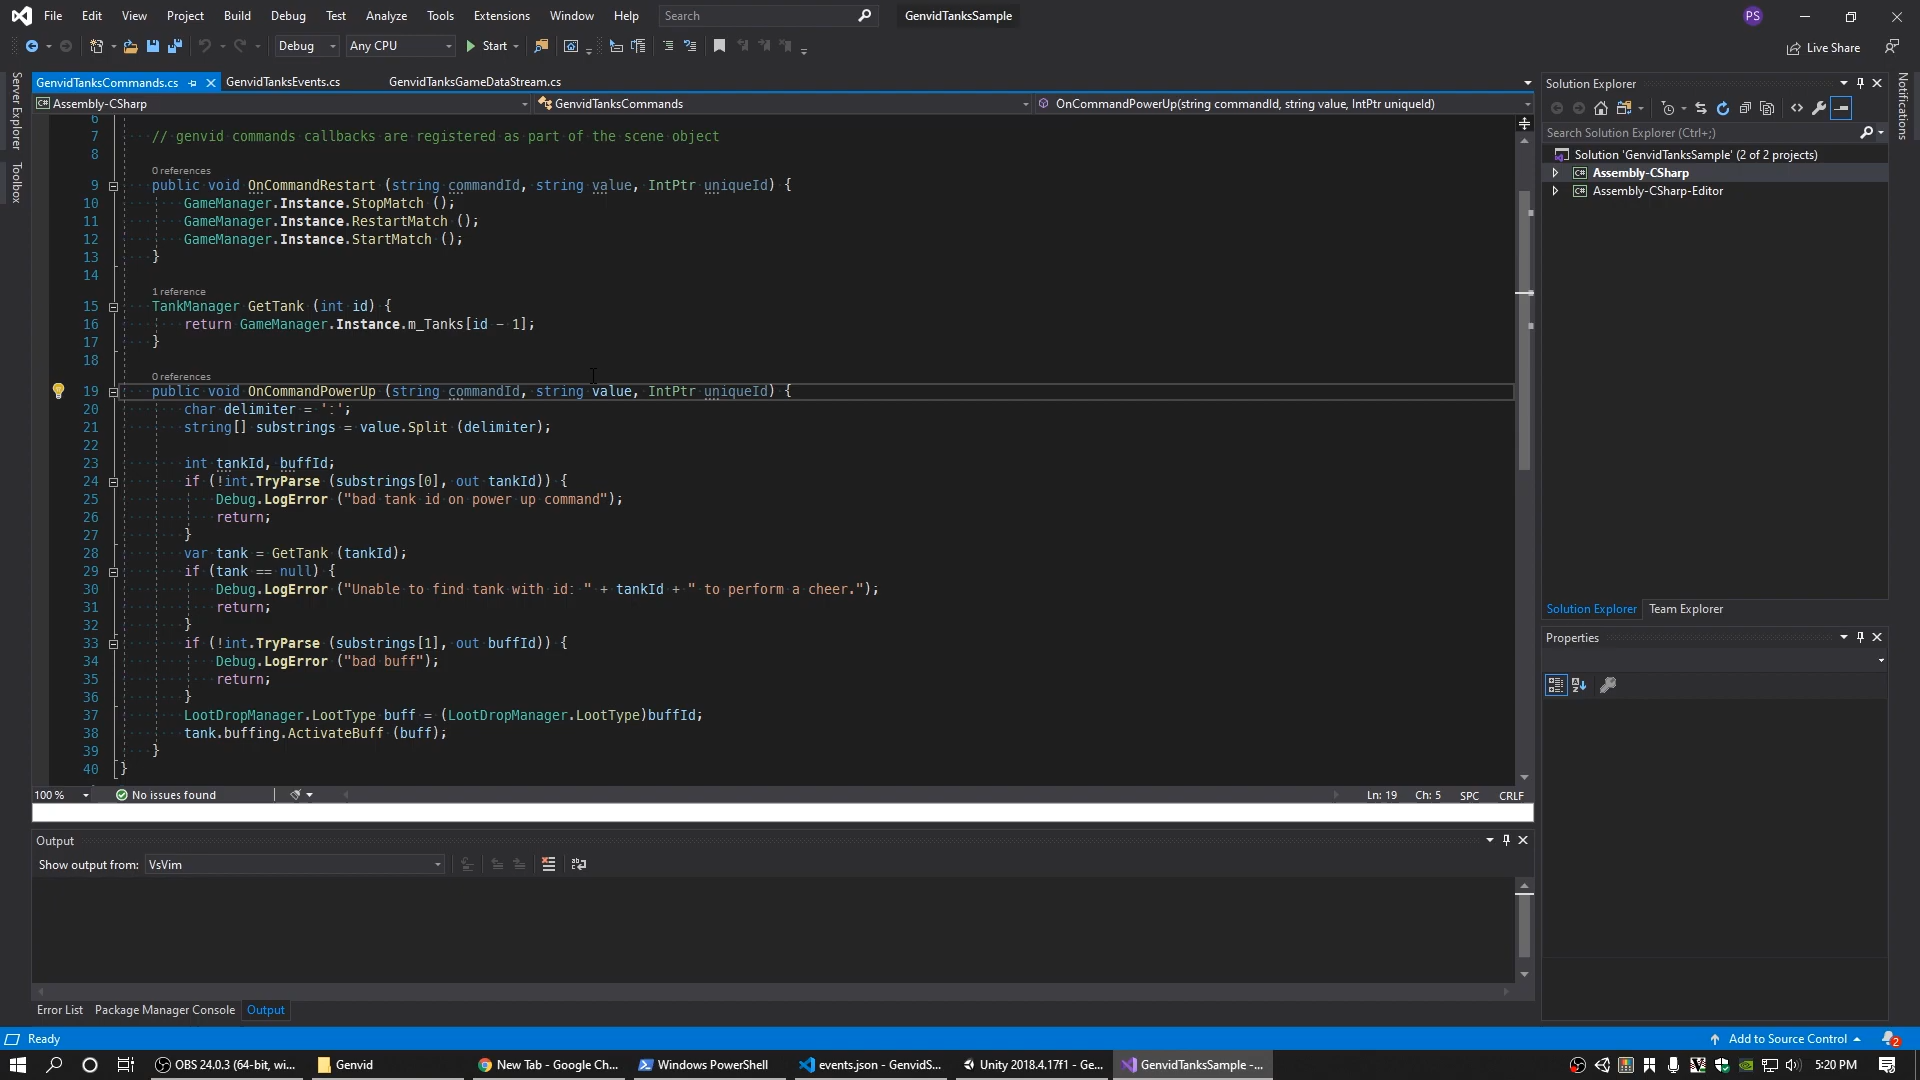 File Edit View Project Build Debug Test Analyze Tools Extensions Window Help Search GenvidTanksSample PS
Debug Any CPU Start Live Share
GenvidTanksCommands.cs GenvidTanksEvents.cs GenvidTanksGameDataStream.cs
Assembly-CSharp GenvidTanksCommands OnCommandPowerUp(string commandId, string value, IntPtr uniqueId)
Server Explorer
Toolbox
6
7 // genvid commands callbacks are registered as part of the scene object
8
0 references
9 public void OnCommandRestart (string commandId, string value, IntPtr uniqueId) {
10 GameManager.Instance.StopMatch ();
11 GameManager.Instance.RestartMatch ();
12 GameManager.Instance.StartMatch ();
13 }
14
1 reference
15 TankManager GetTank (int id) {
16 return GameManager.Instance.m_Tanks[id - 1];
17 }
18
0 references
19 public void OnCommandPowerUp (string commandId, string value, IntPtr uniqueId) {
20 char delimiter = ':';
21 string[] substrings = value.Split (delimiter);
22
23 int tankId, buffId;
24 if (!int.TryParse (substrings[0], out tankId)) {
25 Debug.LogError ("bad tank id on power up command");
26 return;
27 }
28 var tank = GetTank (tankId);
29 if (tank == null) {
30 Debug.LogError ("Unable to find tank with id: " + tankId + " to perform a cheer.");
31 return;
32 }
33 if (!int.TryParse (substrings[1], out buffId)) {
34 Debug.LogError ("bad buff");
35 return;
36 }
37 LootDropManager.LootType buff = (LootDropManager.LootType)buffId;
38 tank.buffing.ActivateBuff (buff);
39 }
40 }
100 % No issues found Ln: 19 Ch: 5 SPC CRLF
Output
Show output from: VsVim
Error List Package Manager Console Output
Solution Explorer
Search Solution Explorer (Ctrl+;)
Solution 'GenvidTanksSample' (2 of 2 projects)
Assembly-CSharp
Assembly-CSharp-Editor
Solution Explorer Team Explorer
Properties
Notifications
Ready Add to Source Control 2
OBS 24.0.3 (64-bit, wi... Genvid New Tab - Google Ch... Windows PowerShell events.json - GenvidS... Unity 2018.4.17f1 - Ge... GenvidTanksSample -... 5:20 PM